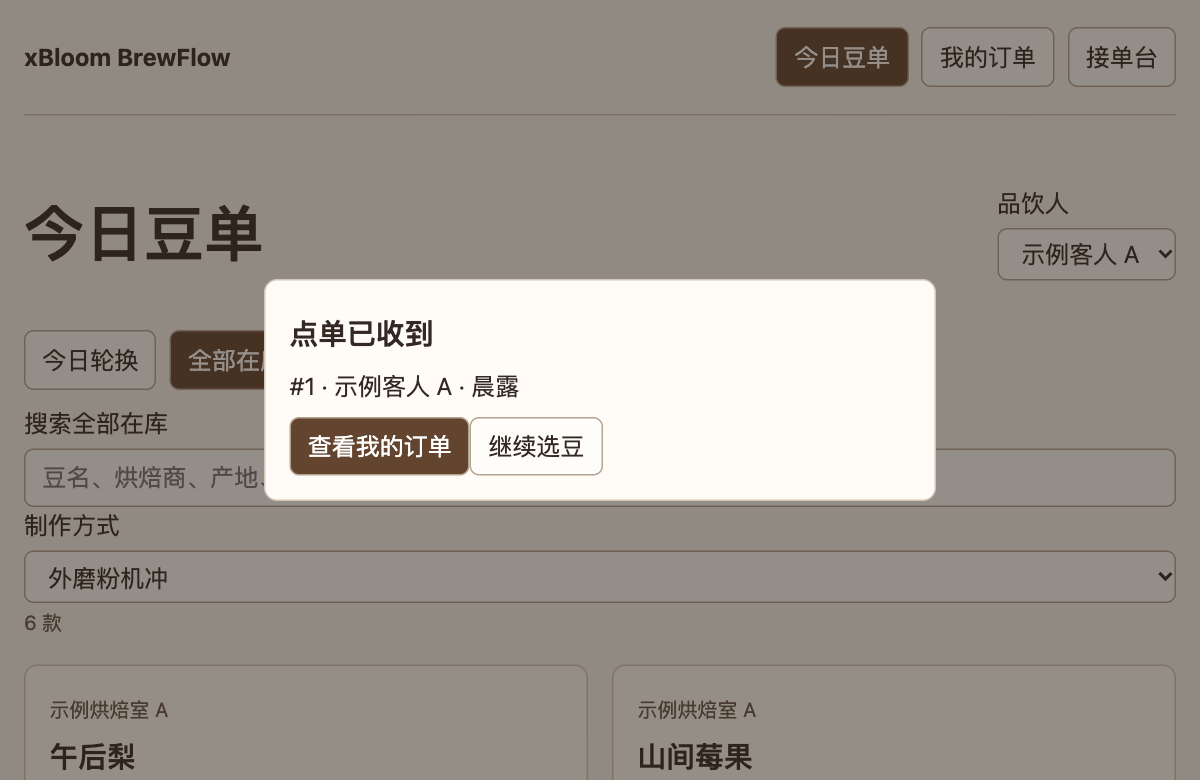 xBloom BrewFlow
今日豆单
我的订单
接单台
今日豆单
品饮人
示例客人 A
今日轮换
全部在
搜索全部在库
豆名、烘焙商、产地
点单已收到
#1 · 示例客人 A · 晨露
查看我的订单
继续选豆
制作方式
外磨粉机冲
6 款
示例烘焙室 A
午后梨
示例烘焙室 A
山间莓果